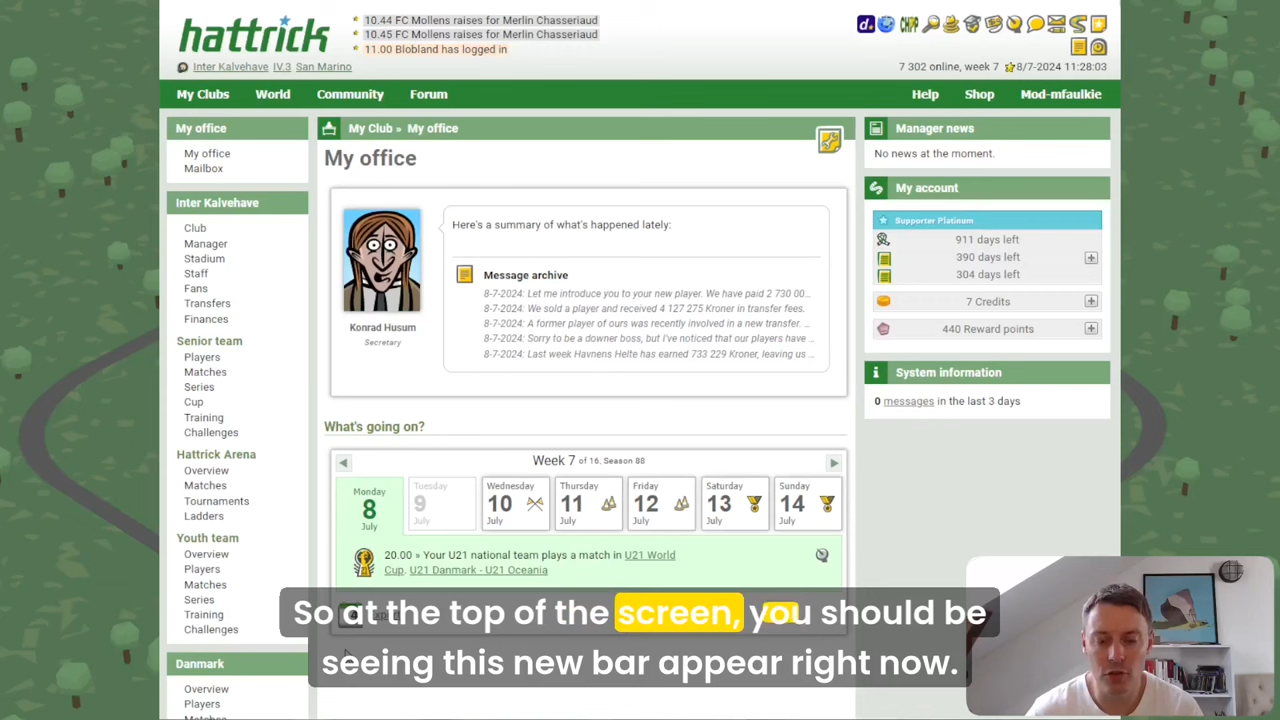 hattrick
10.44 FC Mollens raises for Merlin Chasseriaud
10.45 FC Mollens raises for Merlin Chasseriaud
11.00 Blobland has logged in
d.
CHPP
Inter Kalvehave IV.3 San Marino
7 302 online, week 7 8/7-2024 11:28:03
My Clubs World Community Forum Help Shop Mod-mfaulkie
My office
My office
Mailbox
Inter Kalvehave
Club
Manager
Stadium
Staff
Fans
Transfers
Finances
Senior team
Players
Matches
Series
Cup
Training
Challenges
Hattrick Arena
Overview
Matches
Tournaments
Ladders
Youth team
Overview
Players
Matches
Series
Training
Challenges
Danmark
Overview
Players
My Club » My office
My office
Konrad Husum
Secretary
Here's a summary of what's happened lately:
Message archive
8-7-2024: Let me introduce you to your new player. We have paid 2 730 00...
8-7-2024: We sold a player and received 4 127 275 Kroner in transfer fees.
8-7-2024: A former player of ours was recently involved in a new transfer. ...
8-7-2024: Sorry to be a downer boss, but I've noticed that our players have ...
8-7-2024: Last week Havnens Helte has earned 733 229 Kroner, leaving us ...
What's going on?
Week 7 of 16, Season 88
Monday 8 July
Tuesday 9 July
Wednesday 10 July
Thursday 11 July
Friday 12 July
Saturday 13 July
Sunday 14 July
20.00 » Your U21 national team plays a match in U21 World
Cup. U21 Danmark - U21 Oceania
Manager news
No news at the moment.
My account
Supporter Platinum
911 days left
390 days left
304 days left
7 Credits
440 Reward points
System information
0 messages in the last 3 days
So at the top of the screen, you should be
seeing this new bar appear right now.